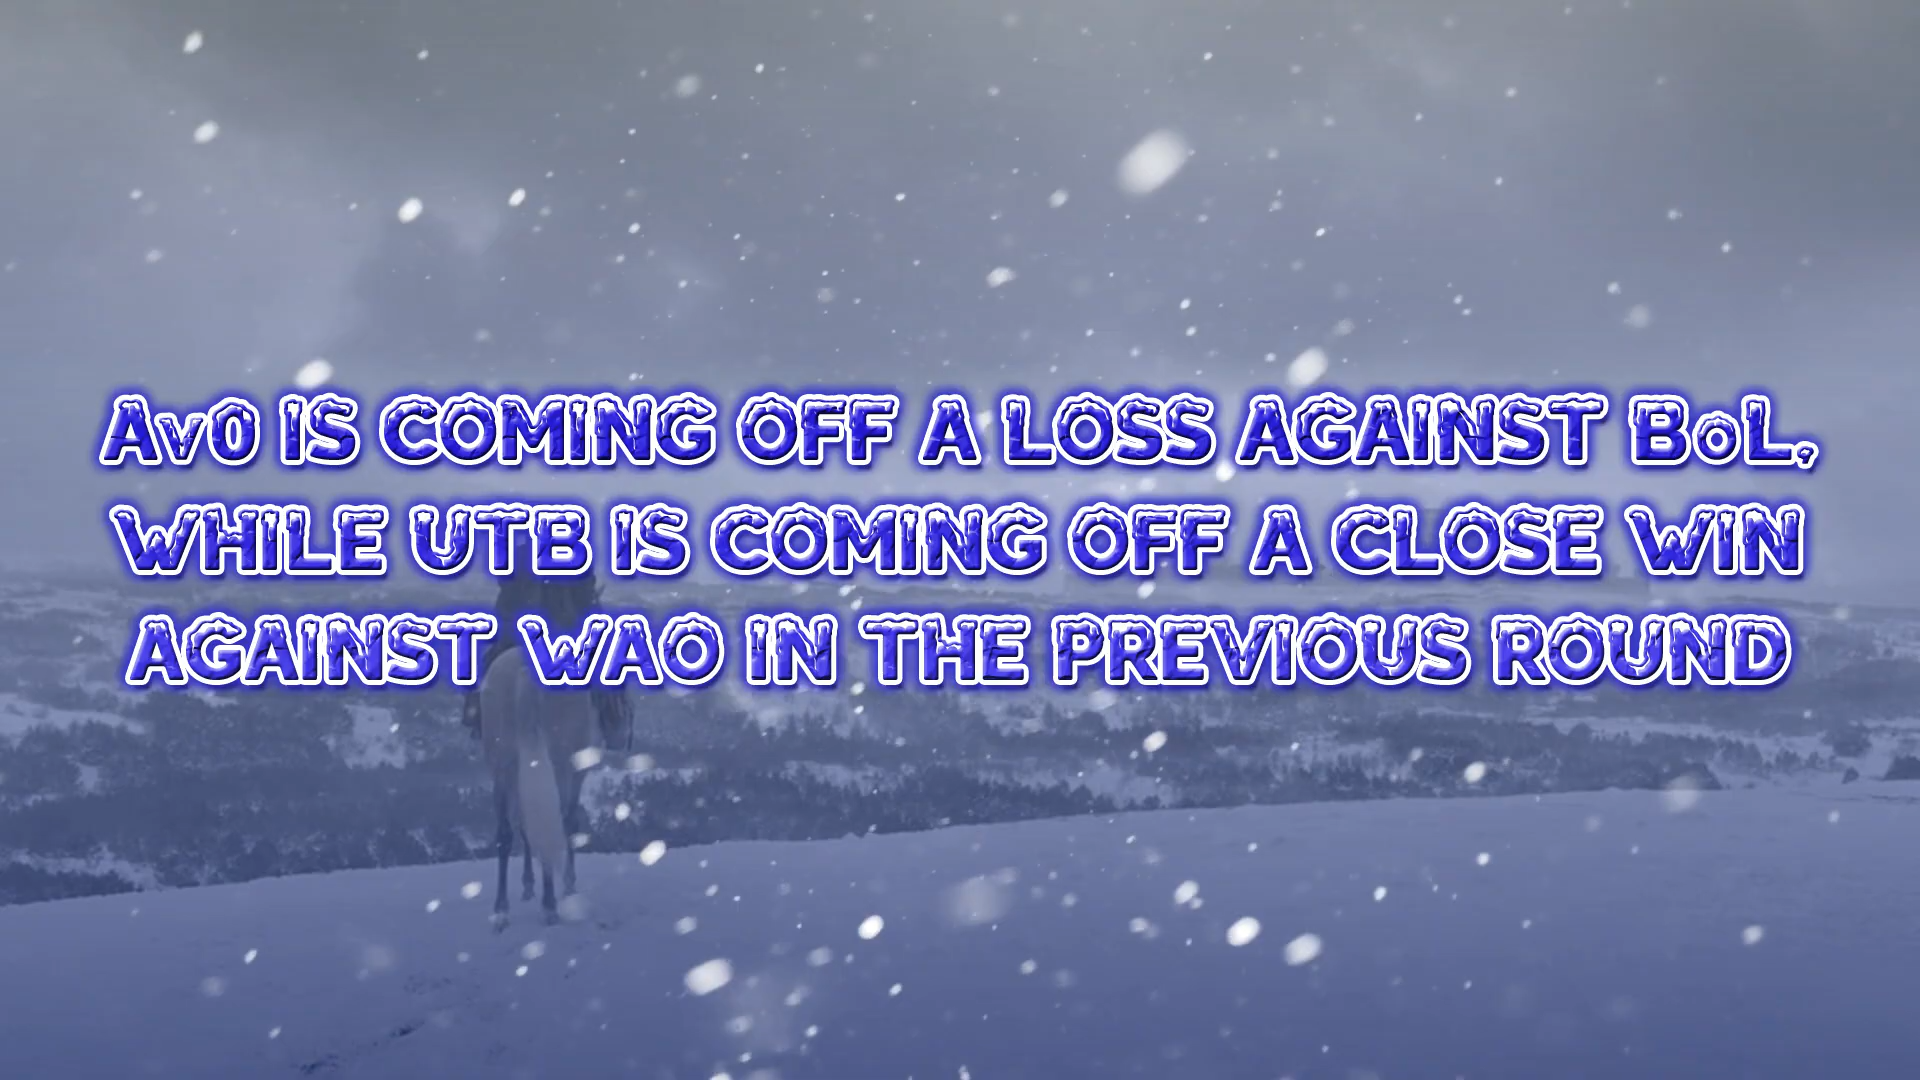 Av0 IS COMING OFF A LOSS AGAINST BoL,
WHILE UTB IS COMING OFF A CLOSE WIN
AGAINST WAO IN THE PREVIOUS ROUND